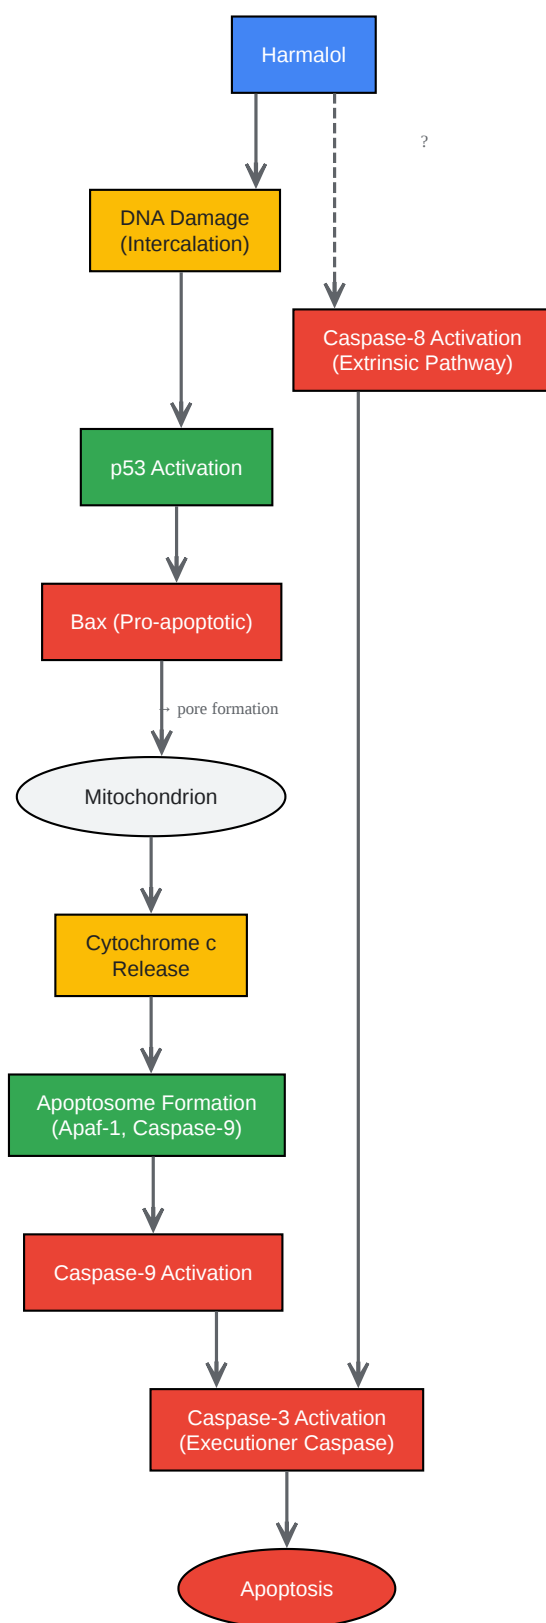 Harmalol
?
DNA Damage
(Intercalation)
Caspase-8 Activation
(Extrinsic Pathway)
p53 Activation
Bax (Pro-apoptotic)
→ pore formation
Mitochondrion
Cytochrome c
Release
Apoptosome Formation
(Apaf-1, Caspase-9)
Caspase-9 Activation
Caspase-3 Activation
(Executioner Caspase)
Apoptosis